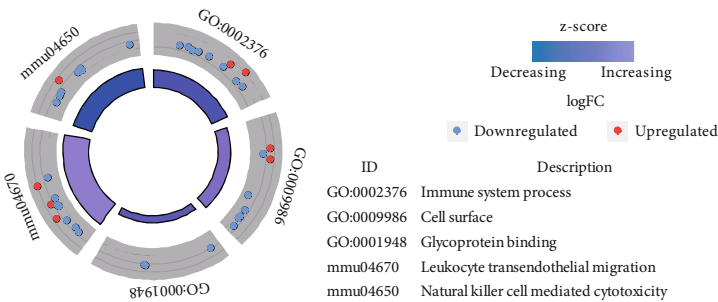 mmu04650
GO:0002376
GO:0009986
GO:0001948
mmu04670
z-score
Decreasing Increasing
logFC
Downregulated Upregulated
ID Description
GO:0002376 Immune system process
GO:0009986 Cell surface
GO:0001948 Glycoprotein binding
mmu04670 Leukocyte transendothelial migration
mmu04650 Natural killer cell mediated cytotoxicity